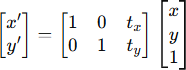 [x′ y′] = [1 0 t_x; 0 1 t_y] [x y 1]